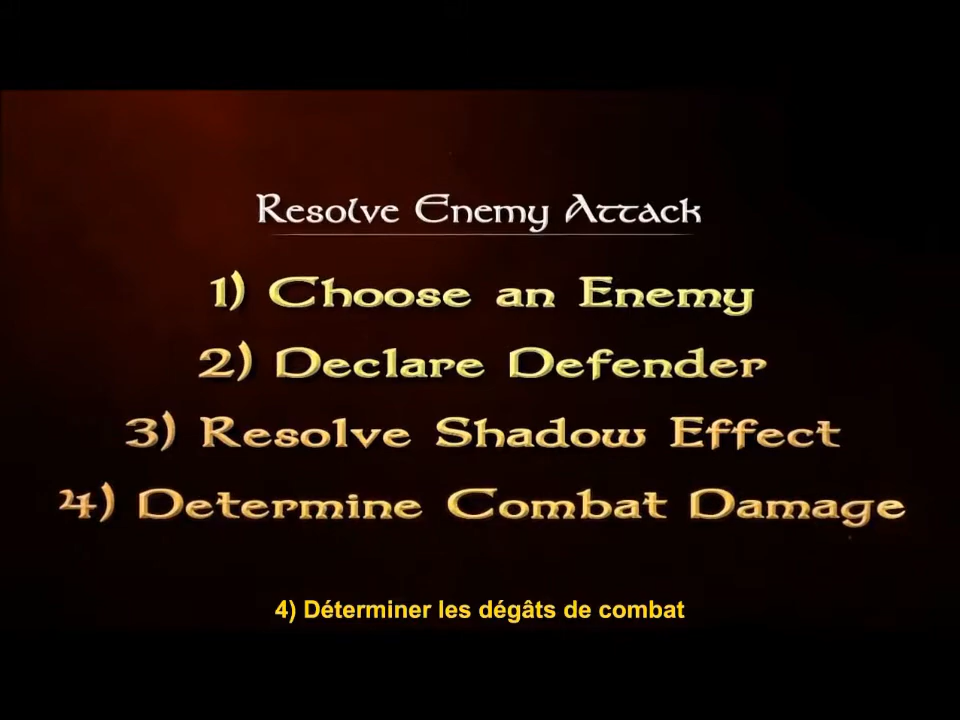 Resolve Enemy Attack
1) Choose an Enemy
2) Declare Defender
3) Resolve Shadow Effect
4) Determine Combat Damage
4) Déterminer les dégâts de combat